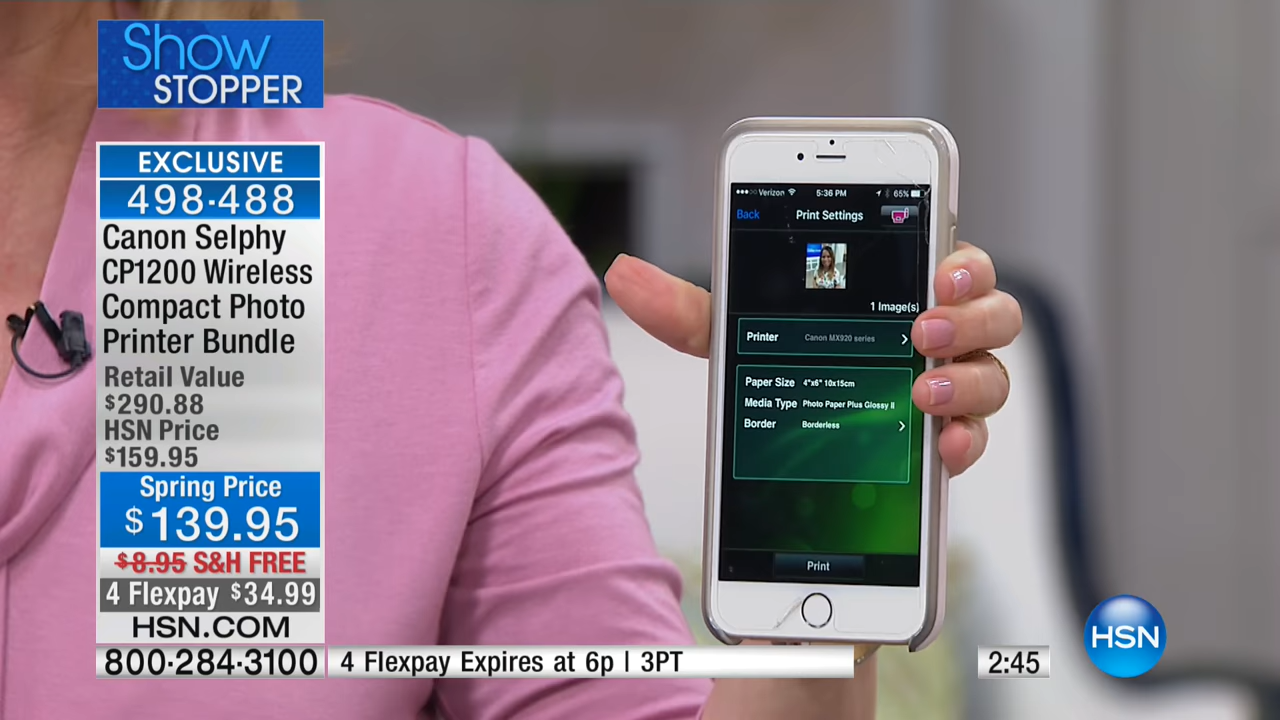 Show
STOPPER
EXCLUSIVE
498-488
Canon Selphy
CP1200 Wireless
Compact Photo
Printer Bundle
Retail Value
$290.88
HSN Price
$159.95
Spring Price
$139.95
$8.95 S&H FREE
4 Flexpay $34.99
HSN.COM
800-284-3100
4 Flexpay Expires at 6p | 3PT
2:45
HSN
Verizon 5:36 PM 65%
Back Print Settings
1 Image(s)
Printer Canon MX920 series
Paper Size 4"x6" 10x15cm
Media Type Photo Paper Plus Glossy II
Border Borderless
Print